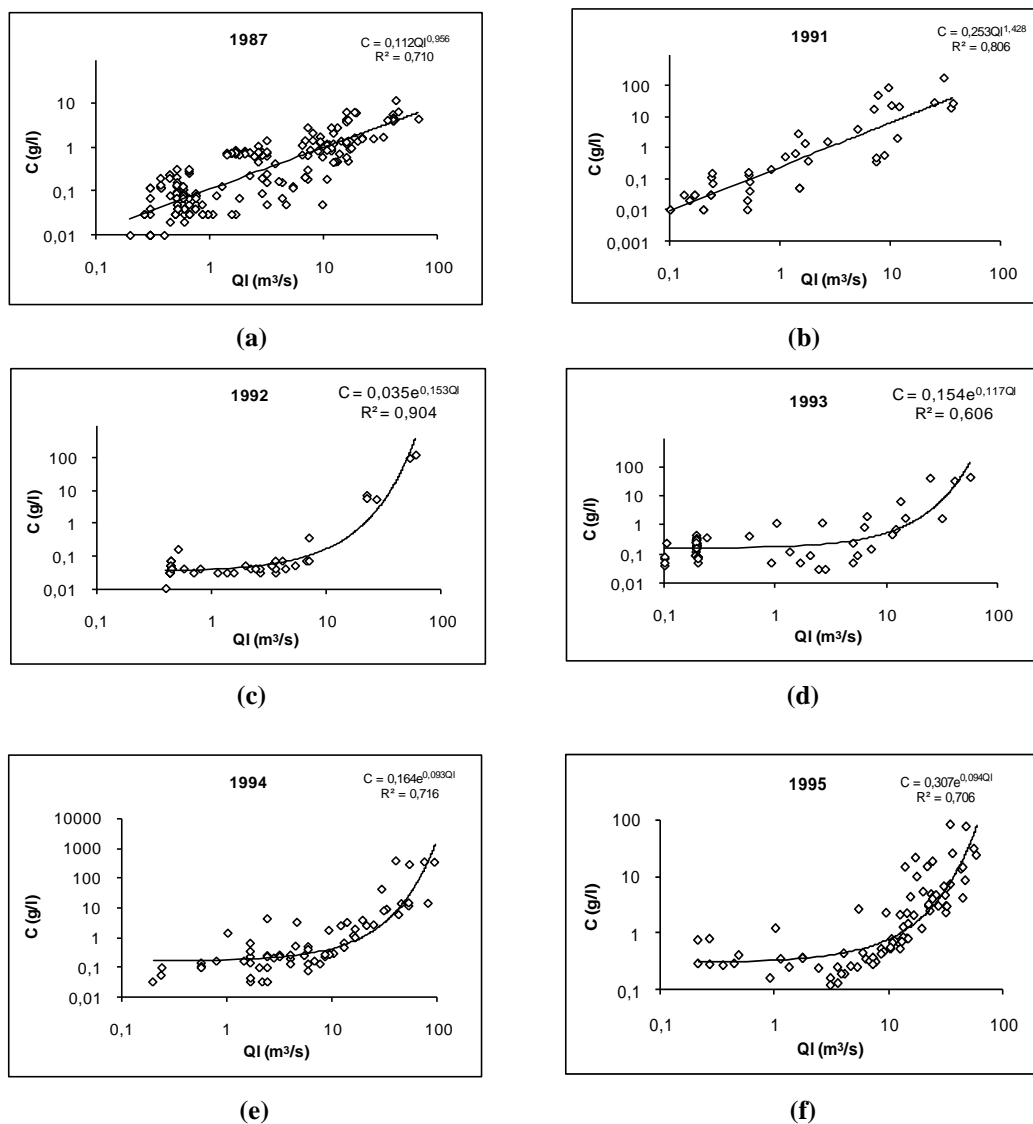 1987
C = 0,112Ql^0,956
R² = 0,710
C (g/l)
10
1
0,1
0,01
0,1 1 10 100
Ql (m³/s)
(a)
1991
C = 0,253Ql^1,428
R² = 0,806
C (g/l)
100
10
1
0,1
0,01
0,001
0,1 1 10 100
Ql (m³/s)
(b)
1992
C = 0,035e^0,153Ql
R² = 0,904
C (g/l)
100
10
1
0,1
0,01
0,1 1 10 100
Ql (m³/s)
(c)
1993
C = 0,154e^0,117Ql
R² = 0,606
C (g/l)
100
10
1
0,1
0,01
0,1 1 10 100
Ql (m³/s)
(d)
1994
C = 0,164e^0,093Ql
R² = 0,716
C (g/l)
10000
1000
100
10
1
0,1
0,01
0,1 1 10 100
Ql (m³/s)
(e)
1995
C = 0,307e^0,094Ql
R² = 0,706
C (g/l)
100
10
1
0,1
0,1 1 10 100
Ql (m³/s)
(f)